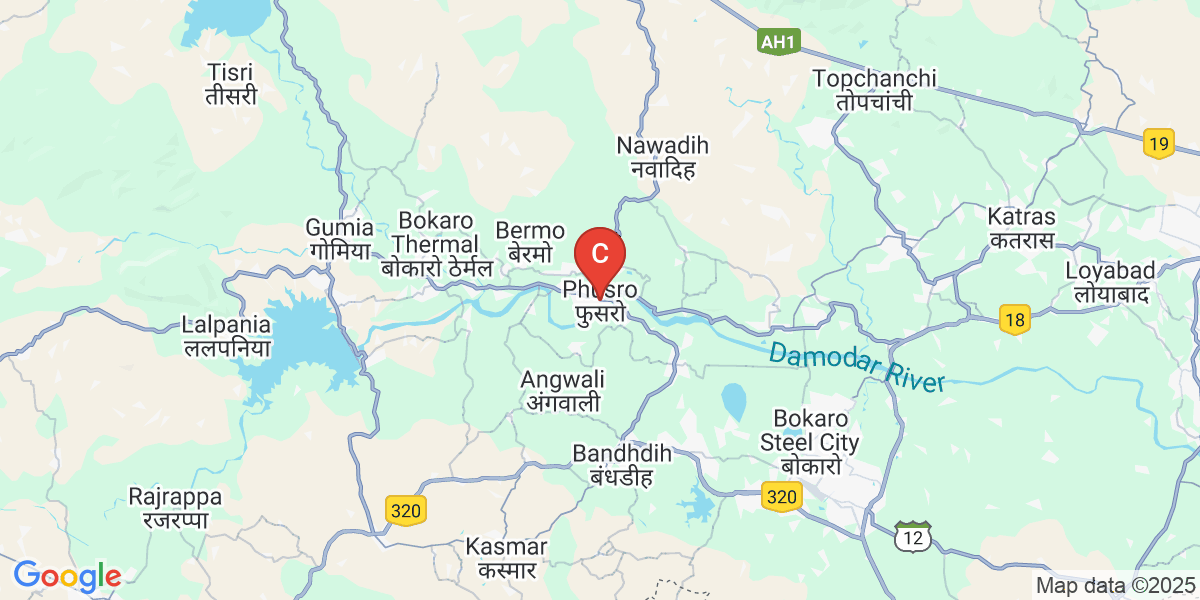 AH1
Tisri
तीसरी
Topchanchi
तोपचांची
19
Nawadih
नवादिह
Katras
कतरास
Gumia
गोमिया
Bokaro
Thermal
बोकारो थेर्मल
Bermo
बेरमो
C
Phusro
फुसरो
Loyabad
लोयाबाद
18
Lalpania
ललपनिया
Damodar River
Angwali
अंगवाली
Bokaro
Steel City
बोकारो
Bandhdih
बंधडीह
Rajrappa
रजरप्पा
320
320
12
Kasmar
कस्मार
Google
Map data ©2025